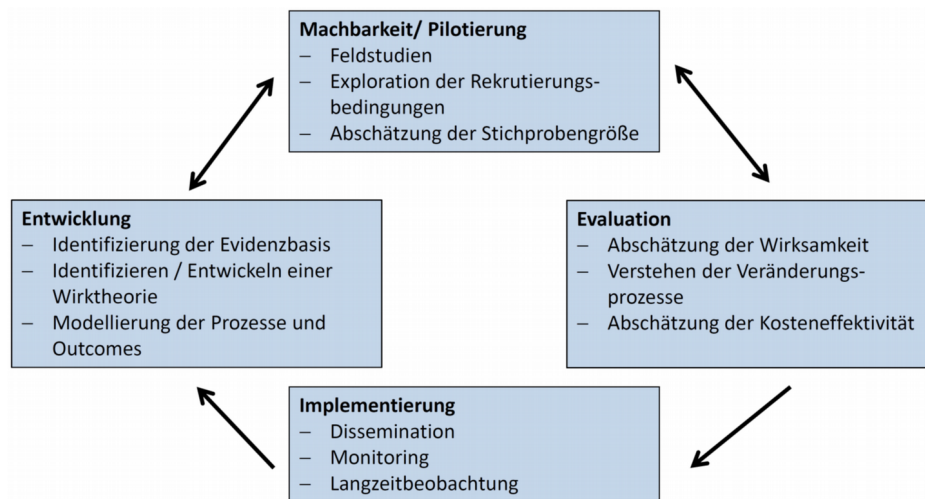 Machbarkeit/ Pilotierung
– Feldstudien
– Exploration der Rekrutierungs-
bedingungen
– Abschätzung der Stichprobengröße
Entwicklung
– Identifizierung der Evidenzbasis
– Identifizieren / Entwickeln einer
Wirktheorie
– Modellierung der Prozesse und
Outcomes
Evaluation
– Abschätzung der Wirksamkeit
– Verstehen der Veränderungs-
prozesse
– Abschätzung der Kosteneffektivität
Implementierung
– Dissemination
– Monitoring
– Langzeitbeobachtung